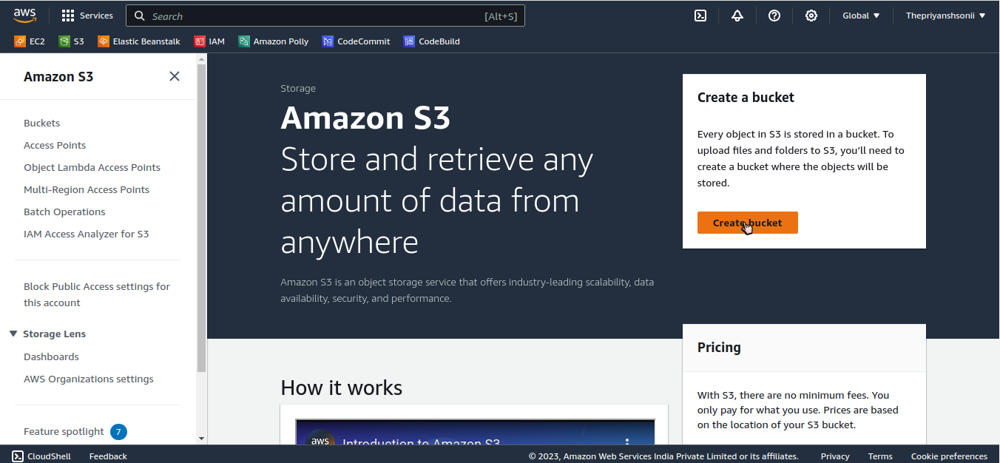 aws Services Search [Alt+S] Global Thepriyanshsonii
EC2 S3 Elastic Beanstalk IAM Amazon Polly CodeCommit CodeBuild
Amazon S3
Buckets
Access Points
Object Lambda Access Points
Multi-Region Access Points
Batch Operations
IAM Access Analyzer for S3
Block Public Access settings for
this account
Storage Lens
Dashboards
AWS Organizations settings
Feature spotlight 7
Storage
Amazon S3
Store and retrieve any
amount of data from
anywhere
Amazon S3 is an object storage service that offers industry-leading scalability, data
availability, security, and performance.
How it works
aws Introduction to Amazon S3
Create a bucket
Every object in S3 is stored in a bucket. To
upload files and folders to S3, you’ll need to
create a bucket where the objects will be
stored.
Create bucket
Pricing
With S3, there are no minimum fees. You
only pay for what you use. Prices are based
on the location of your S3 bucket.
CloudShell Feedback © 2023, Amazon Web Services India Private Limited or its affiliates. Privacy Terms Cookie preferences